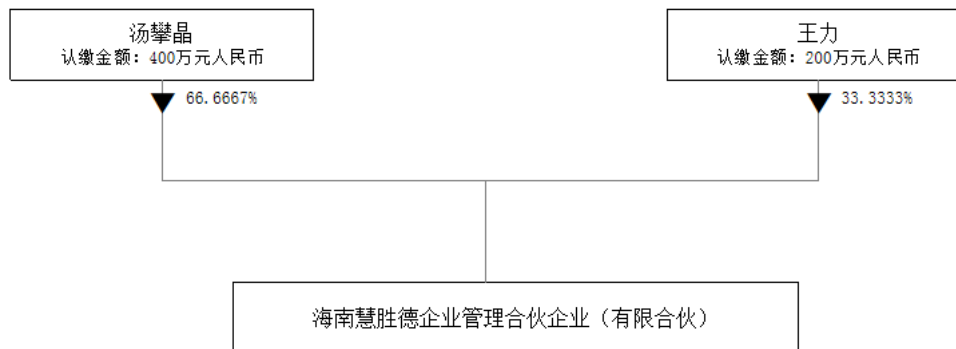 汤攀晶
认缴金额：400万元人民币
王力
认缴金额：200万元人民币
66.6667%
33.3333%
海南慧胜德企业管理合伙企业（有限合伙）